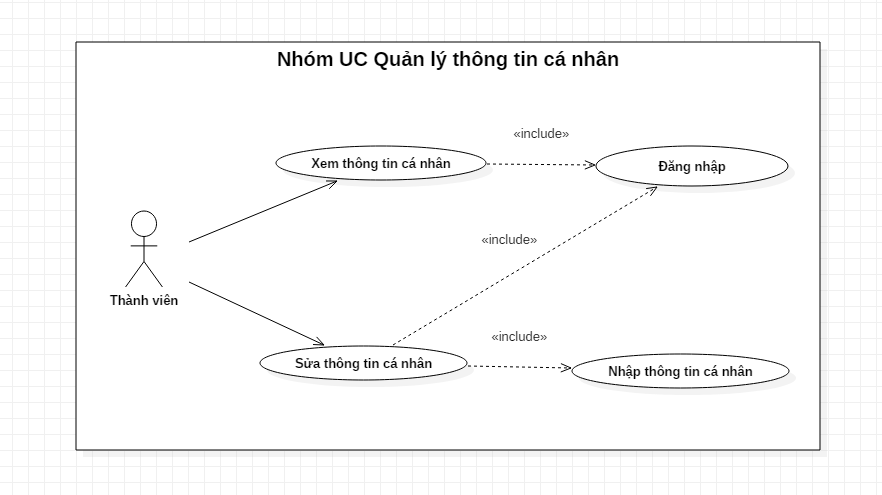 Nhóm UC Quản lý thông tin cá nhân
«include»
Xem thông tin cá nhân
Đăng nhập
«include»
Thành viên
«include»
Sửa thông tin cá nhân
Nhập thông tin cá nhân